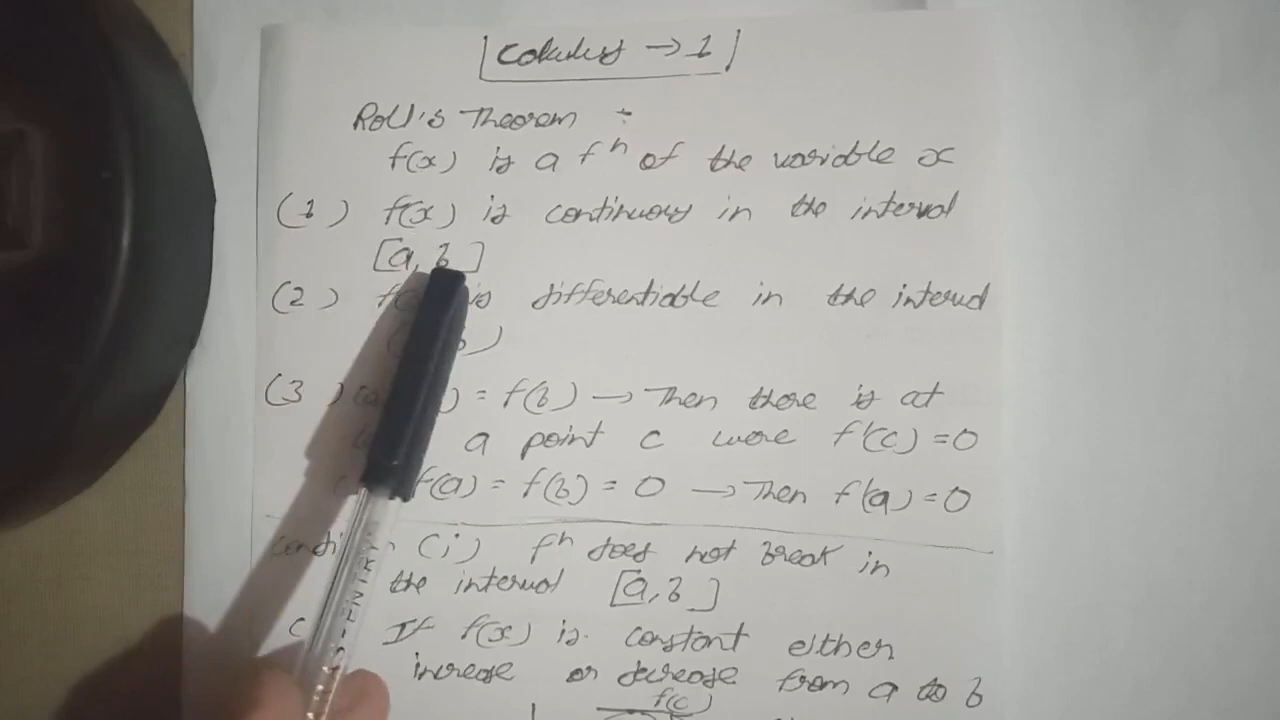 Calculus → 1
Roll's Theorem ÷
f(x) is a fⁿ of the variable x
(1) f(x) is continuous in the interval
[a, b]
(2) is differentiable in the interval
b)
(3) (a) = f(b) → Then there is at
a point c were f'(c) = 0
f(a) = f(b) = 0 → Then f'(a) = 0
(i) fⁿ does not break in
the interval [a, b]
If f(x) is constant either
increase or decrease from a to b
f(c)
S-ENTRY